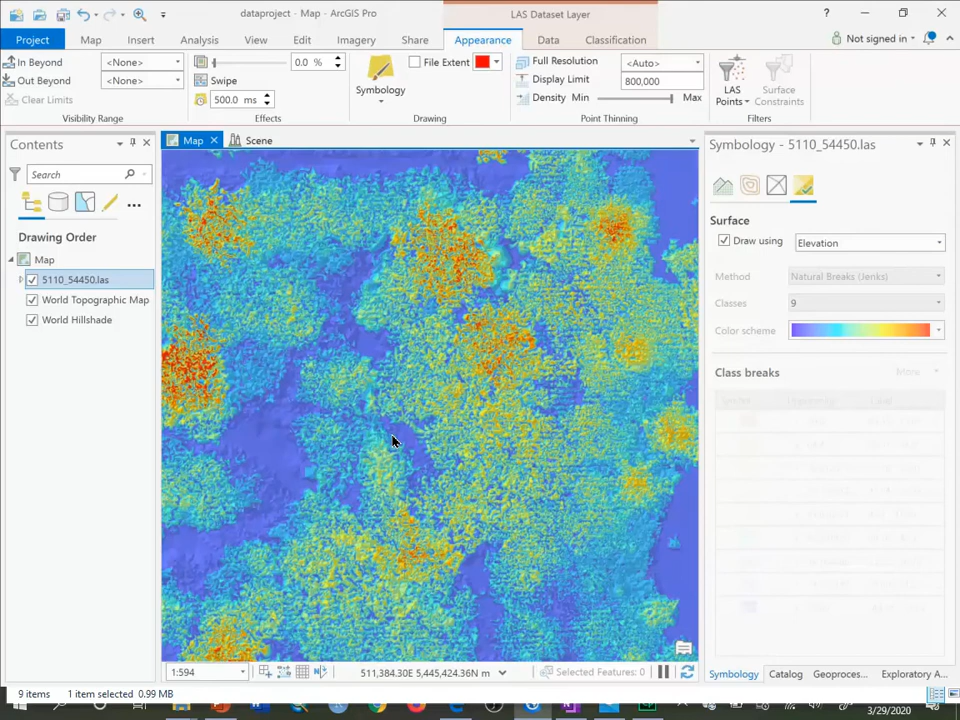 dataproject - Map - ArcGIS Pro
LAS Dataset Layer
?
Project
Map
Insert
Analysis
View
Edit
Imagery
Share
Appearance
Data
Classification
Not signed in
In Beyond
<None>
Out Beyond
<None>
Clear Limits
Visibility Range
0.0 %
Swipe
500.0 ms
Effects
Symbology
File Extent
Drawing
Full Resolution
<Auto>
Display Limit
800,000
Density Min
Max
Point Thinning
LAS
Points
Surface
Constraints
Filters
Contents
Search
Drawing Order
Map
5110_54450.las
World Topographic Map
World Hillshade
Map
Scene
Symbology - 5110_54450.las
Surface
Draw using
Elevation
Method
Natural Breaks (Jenks)
Classes
9
Color scheme
Class breaks
More
1:594
511,384.30E 5,445,424.36N m
Selected Features: 0
Symbology
Catalog
Geoproces...
Exploratory A...
9 items
1 item selected 0.99 MB
3/29/2020